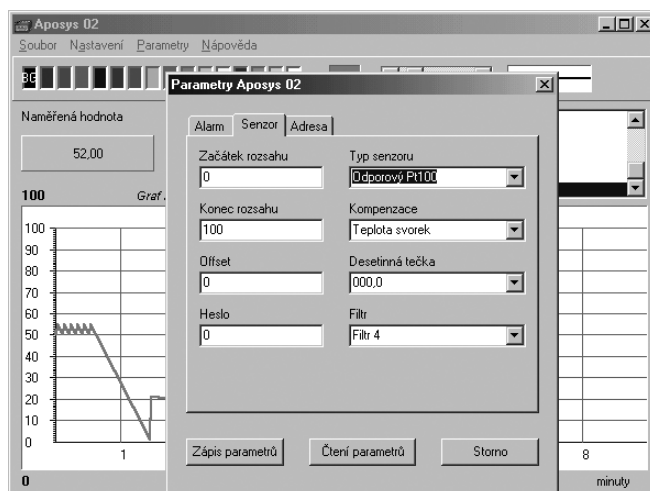 Aposys 02
Soubor Nastavení Parametry Nápověda
BG
Naměřená hodnota
52,00
100
Graf
100
90
80
70
60
50
40
30
20
10
0
1
8
0
minuty
Parametry Aposys 02
Alarm Senzor Adresa
Začátek rozsahu
0
Typ senzoru
Odporový Pt100
Konec rozsahu
100
Kompenzace
Teplota svorek
Offset
0
Desetinná tečka
000,0
Heslo
0
Filtr
Filtr 4
Zápis parametrů
Čtení parametrů
Storno